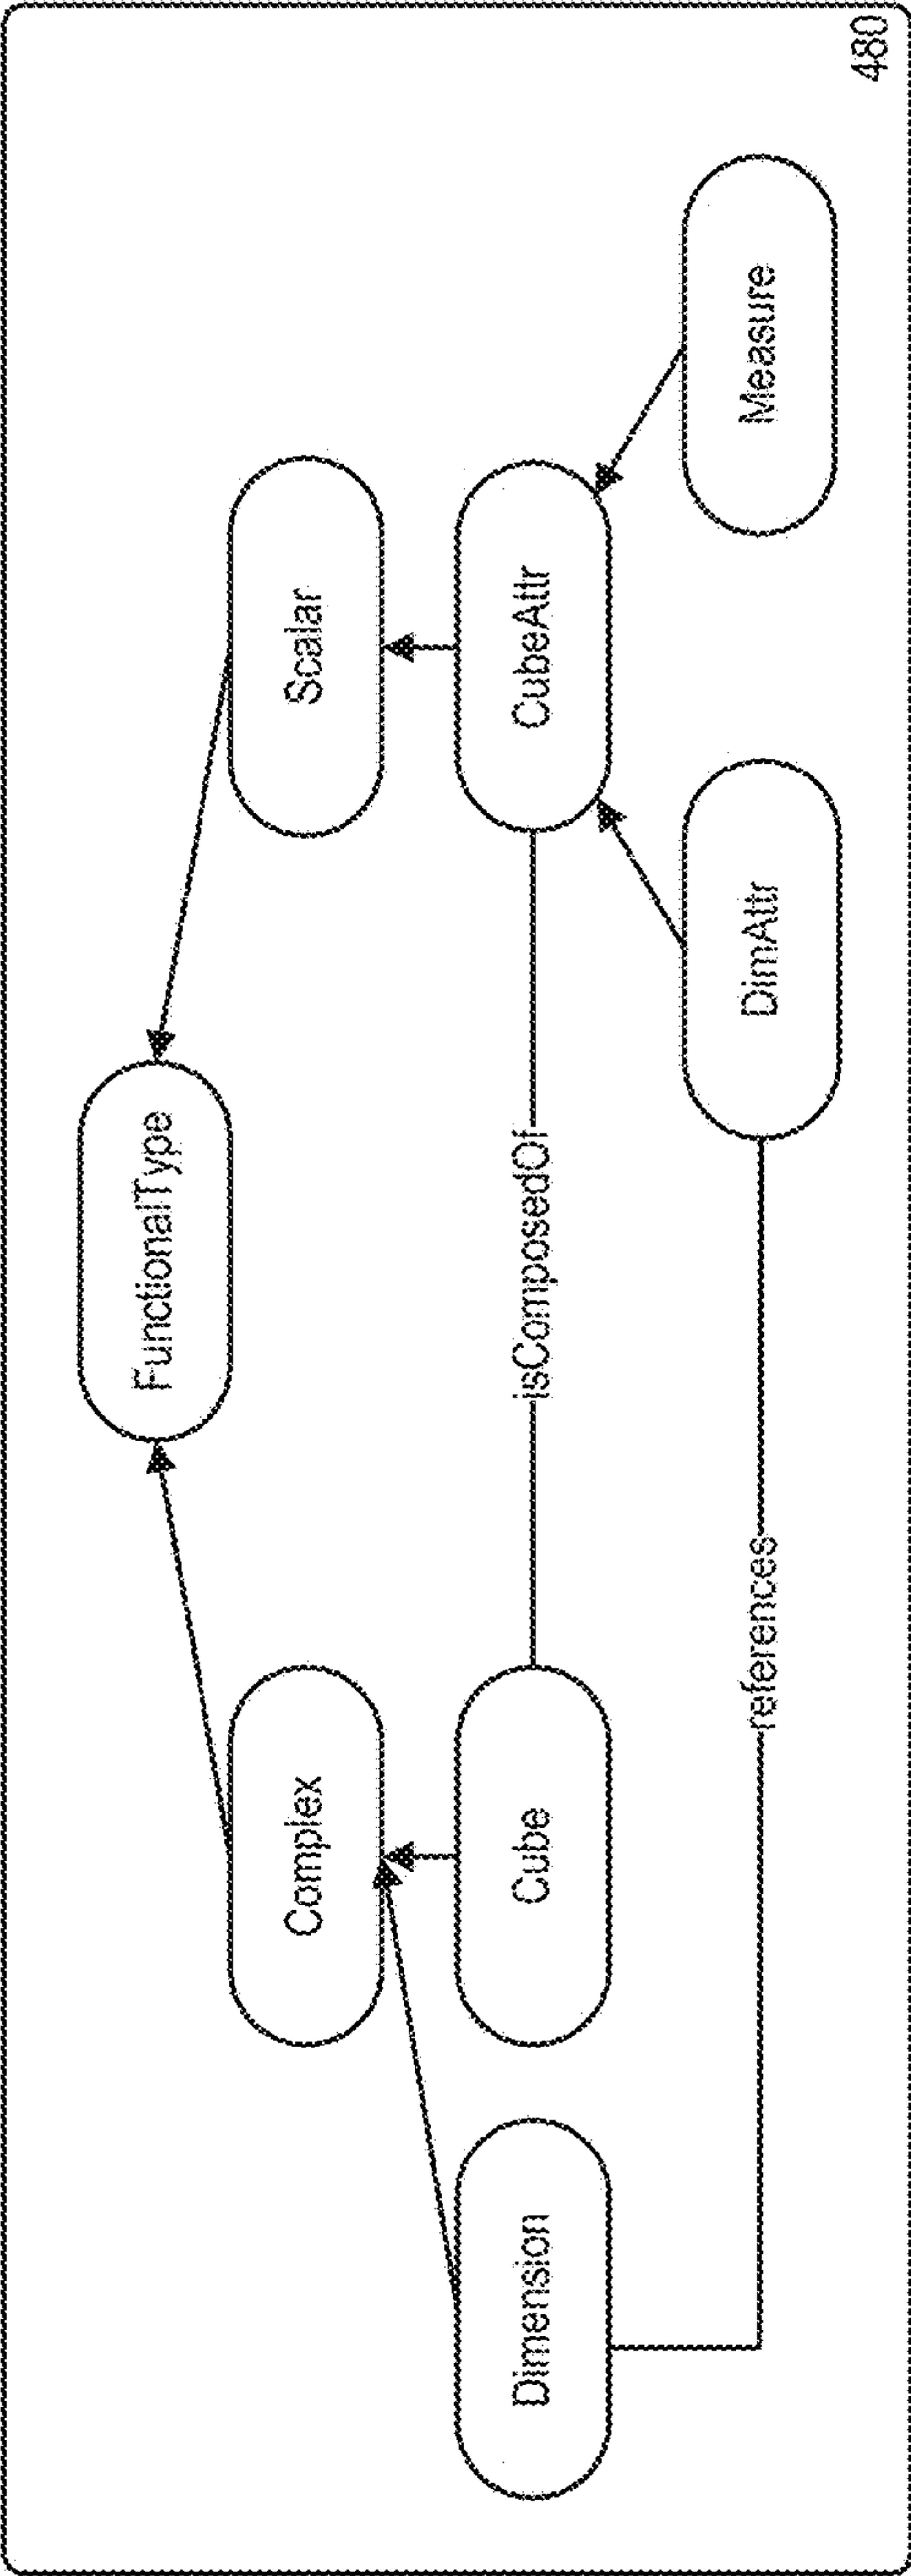 FunctionalType
Complex
Scalar
Dimension
Cube
isComposedOf
CubeAttr
references
DimAttr
Measure
480